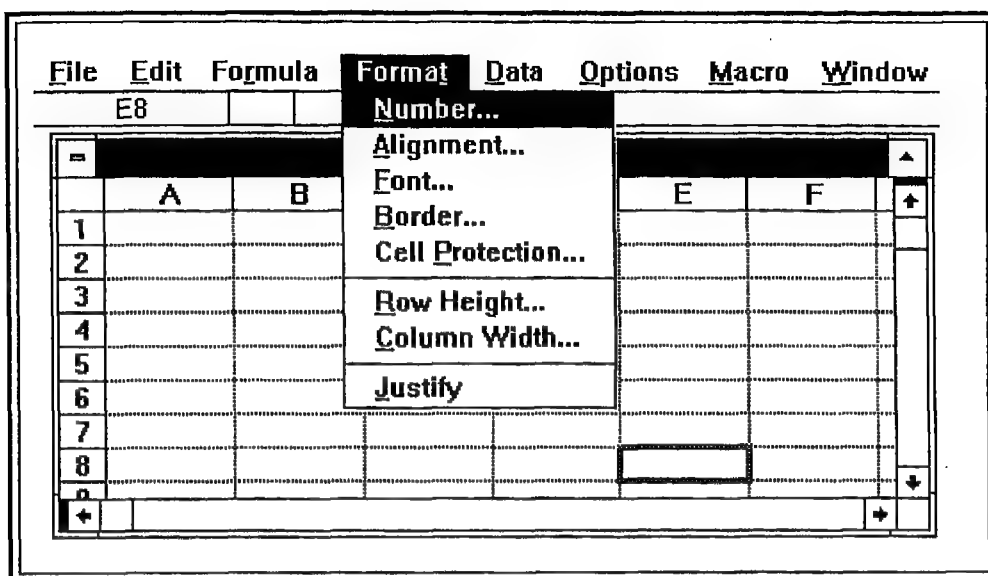 File Edit Formula Format Data Options Macro Window
E8
Number...
Alignment...
Font...
Border...
Cell Protection...
Row Height...
Column Width...
Justify
A B E F
1
2
3
4
5
6
7
8